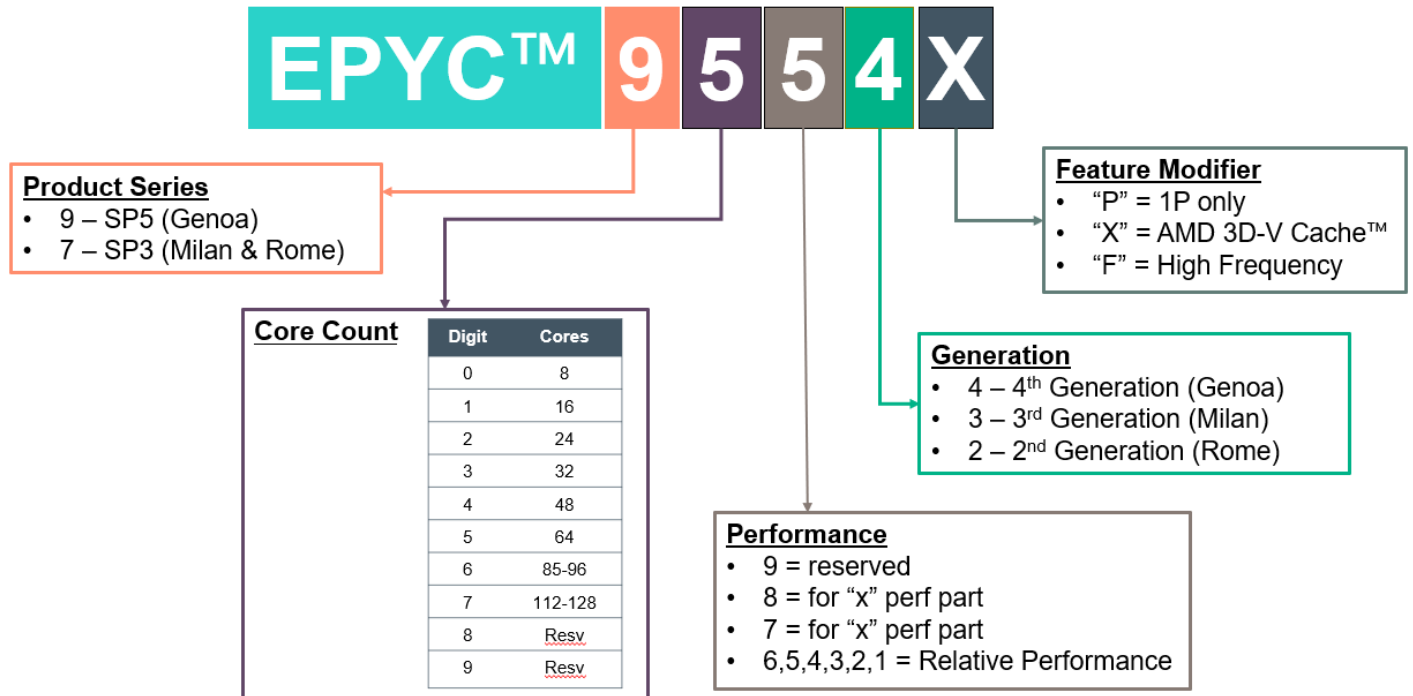 EPYC™ 9 5 5 4 X
Product Series
• 9 – SP5 (Genoa)
• 7 – SP3 (Milan & Rome)
Feature Modifier
• “P” = 1P only
• “X” = AMD 3D-V Cache™
• “F” = High Frequency
Core Count
Digit Cores
0 8
1 16
2 24
3 32
4 48
5 64
6 85-96
7 112-128
8 Resv
9 Resv
Generation
• 4 – 4th Generation (Genoa)
• 3 – 3rd Generation (Milan)
• 2 – 2nd Generation (Rome)
Performance
• 9 = reserved
• 8 = for “x” perf part
• 7 = for “x” perf part
• 6,5,4,3,2,1 = Relative Performance